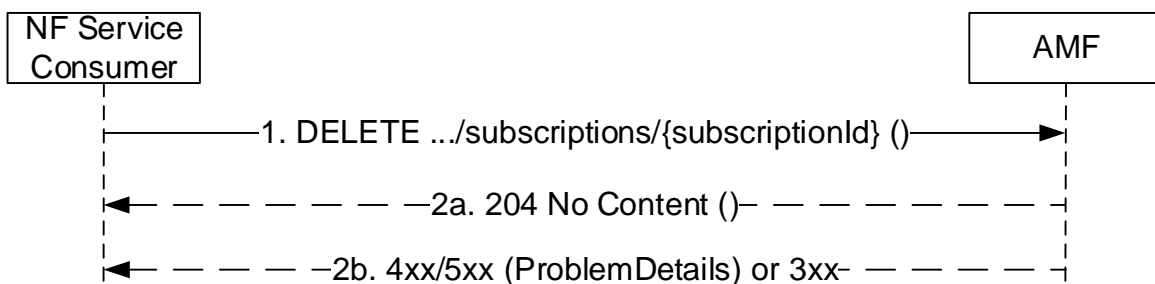 NF Service
Consumer
AMF
1. DELETE .../subscriptions/{subscriptionId} ()
2a. 204 No Content ()
2b. 4xx/5xx (ProblemDetails) or 3xx